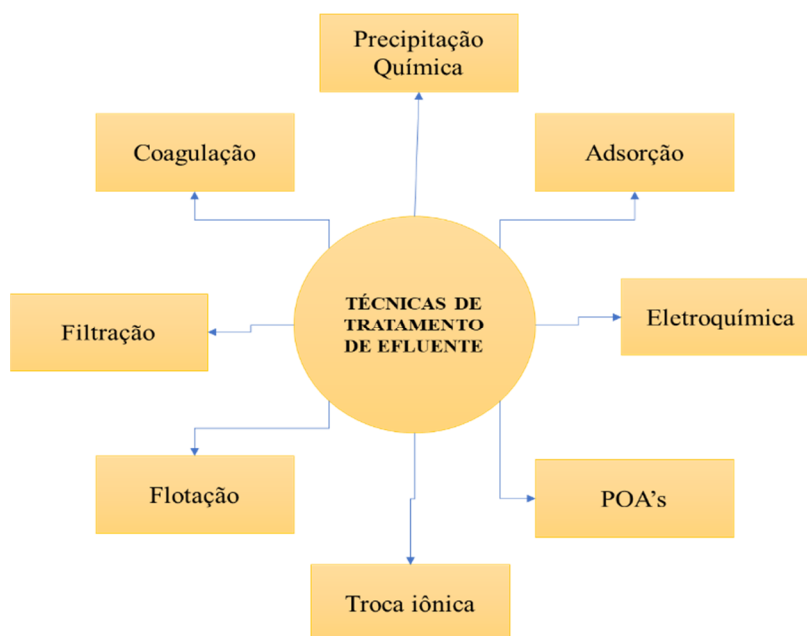 Precipitação
Química
Coagulação
Adsorção
TÉCNICAS DE
TRATAMENTO
DE EFLUENTE
Filtração
Eletroquímica
Flotação
POA’s
Troca iônica